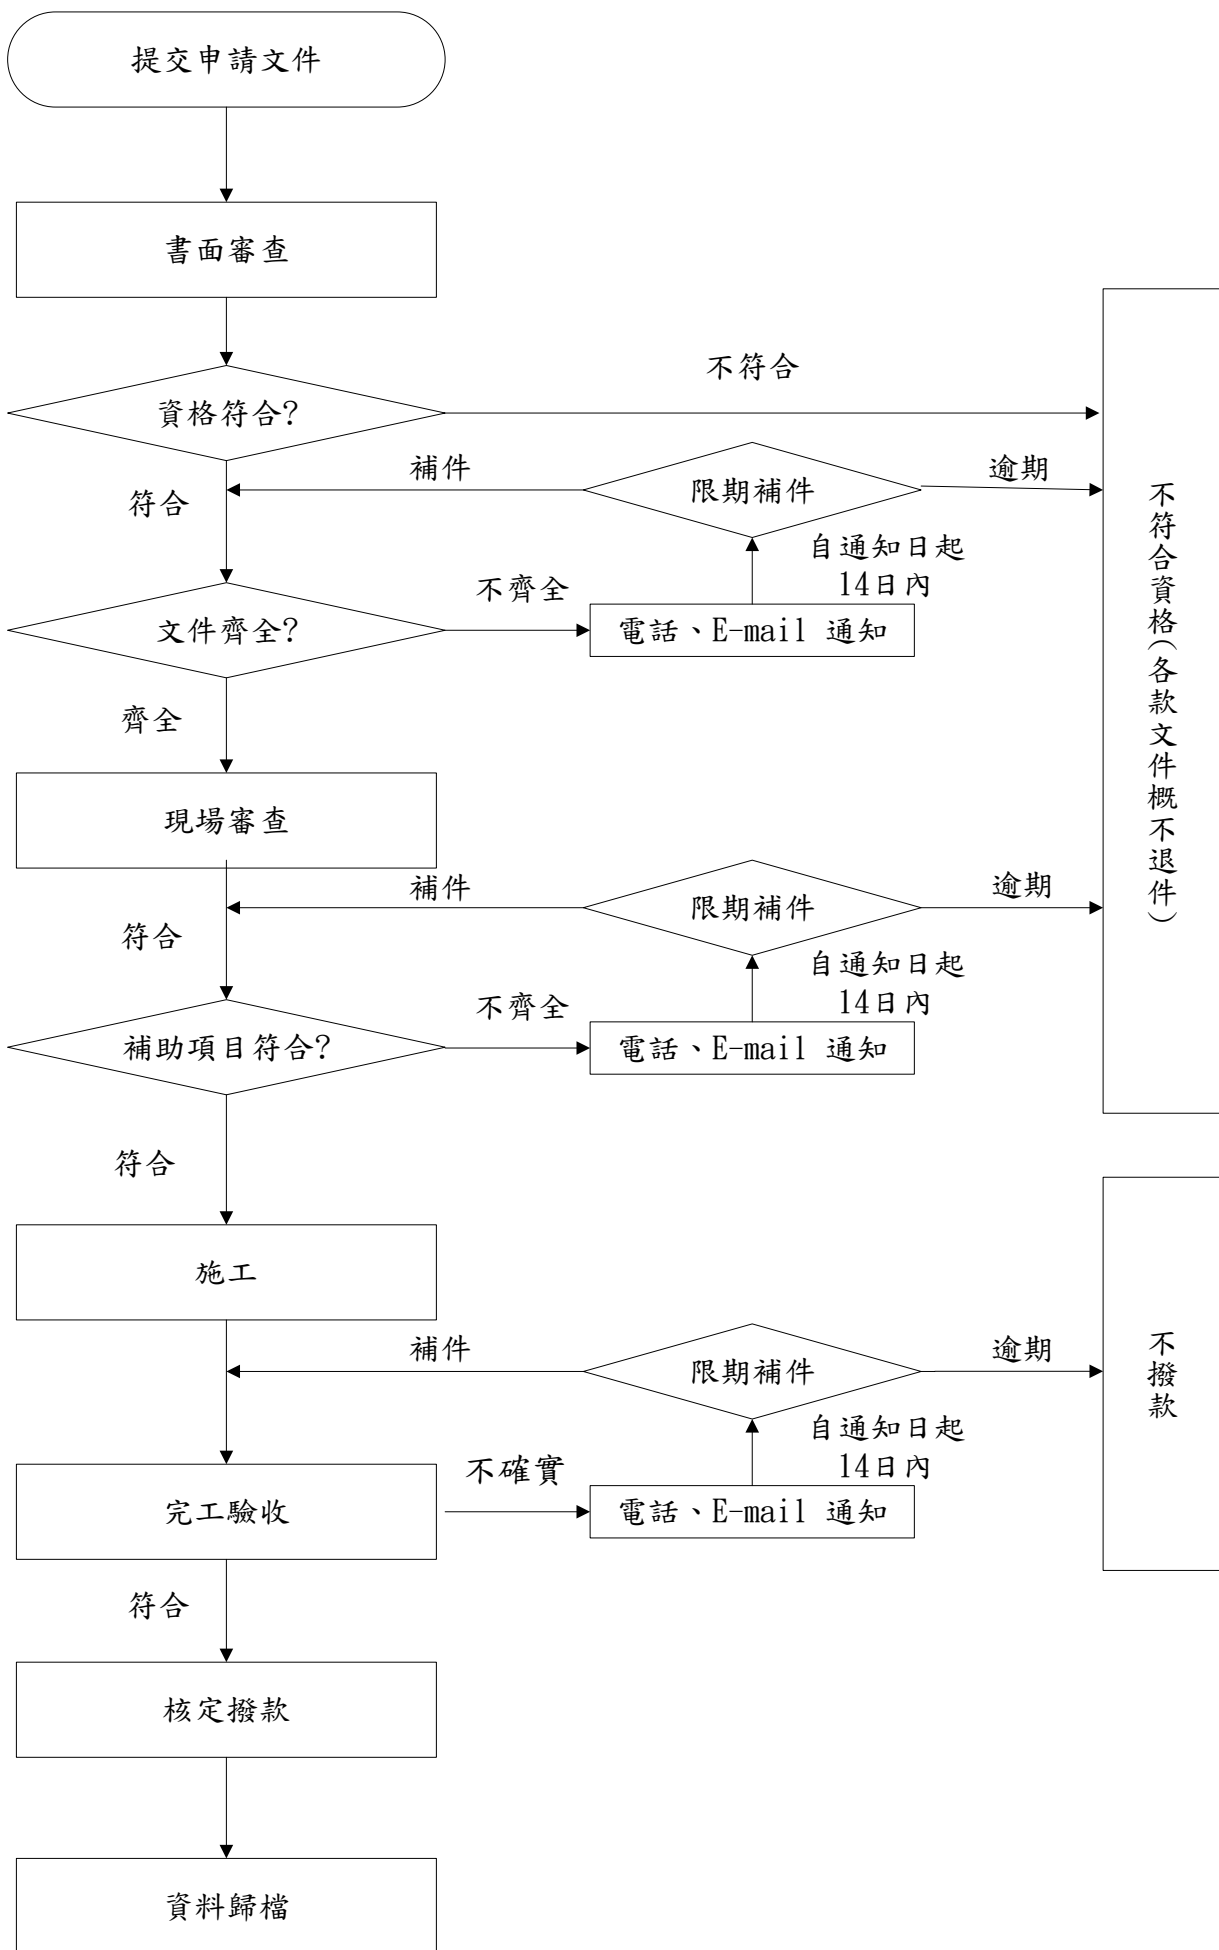 提交申請文件
書面審查
資格符合?
不符合
符合
補件
限期補件
逾期
自通知日起
14日內
文件齊全?
不齊全
電話、E-mail 通知
齊全
不符合資格(各款文件概不退件)
現場審查
符合
補件
限期補件
逾期
自通知日起
14日內
補助項目符合?
不齊全
電話、E-mail 通知
符合
施工
補件
限期補件
逾期
不撥款
自通知日起
14日內
完工驗收
不確實
電話、E-mail 通知
符合
核定撥款
資料歸檔